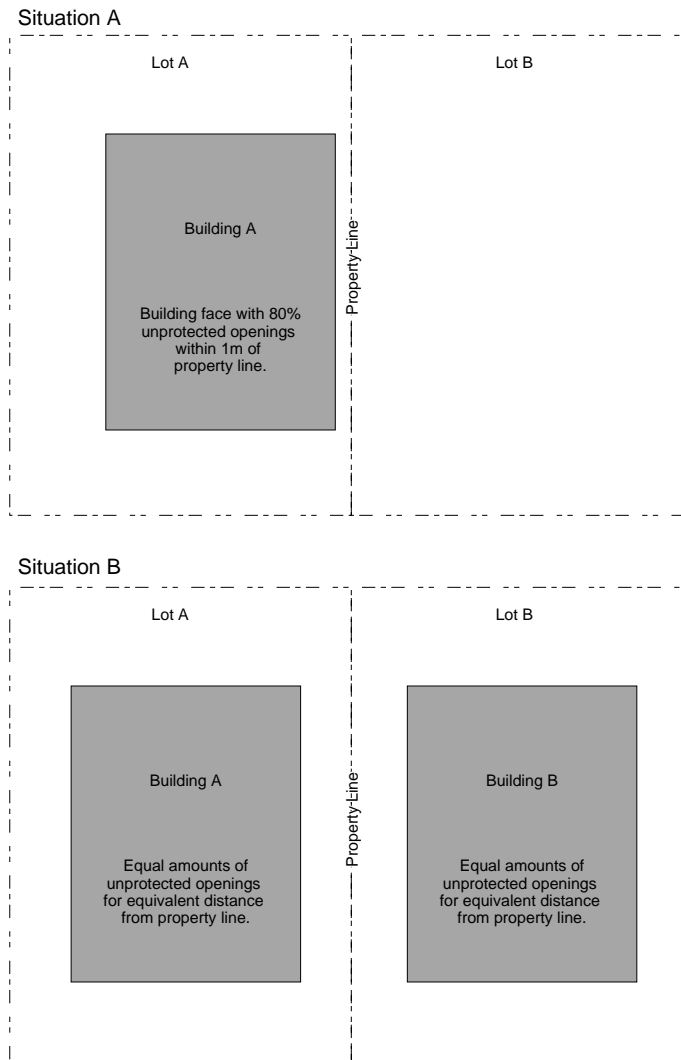 Situation A
Lot A
Lot B
Building A
Building face with 80%
unprotected openings
within 1m of
property line.
Property Line
Situation B
Lot A
Lot B
Building A
Equal amounts of
unprotected openings
for equivalent distance
from property line.
Property Line
Building B
Equal amounts of
unprotected openings
for equivalent distance
from property line.